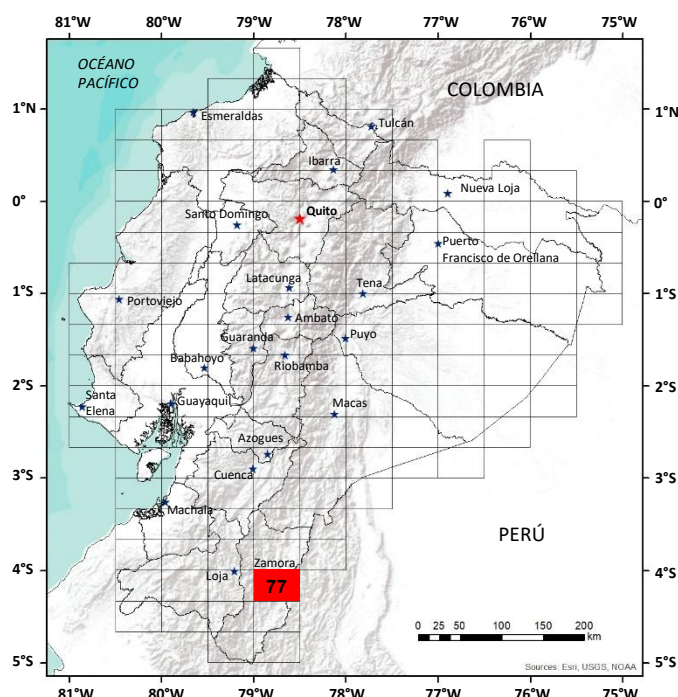 81°W 80°W 79°W 78°W 77°W 76°W 75°W
OCÉANO
PACÍFICO
COLOMBIA
1°N 1°N
Esmeraldas
Tulcán
Ibarra
Nueva Loja
0° 0°
Santo Domingo
Quito
Puerto
Francisco de Orellana
Latacunga
Tena
1°S 1°S
Portoviejo
Ambato
Guaranda
Puyo
Babahoyo
Riobamba
2°S 2°S
Santa
Elena
Guayaquil
Macas
Azogues
3°S 3°S
Cuenca
Machala
PERÚ
Zamora
Loja
77
4°S 4°S
0 25 50 100 150 200
km
5°S 5°S
Sources: Esri, USGS, NOAA
81°W 80°W 79°W 78°W 77°W 76°W 75°W